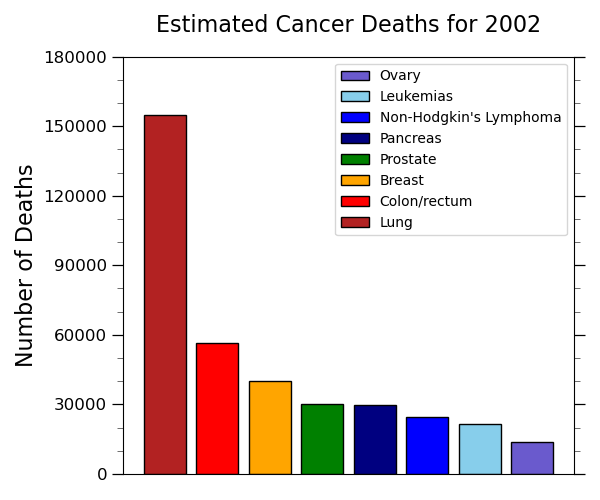 Estimated Cancer Deaths for 2002
Number of Deaths
180000
150000
120000
90000
60000
30000
0
Ovary
Leukemias
Non-Hodgkin's Lymphoma
Pancreas
Prostate
Breast
Colon/rectum
Lung